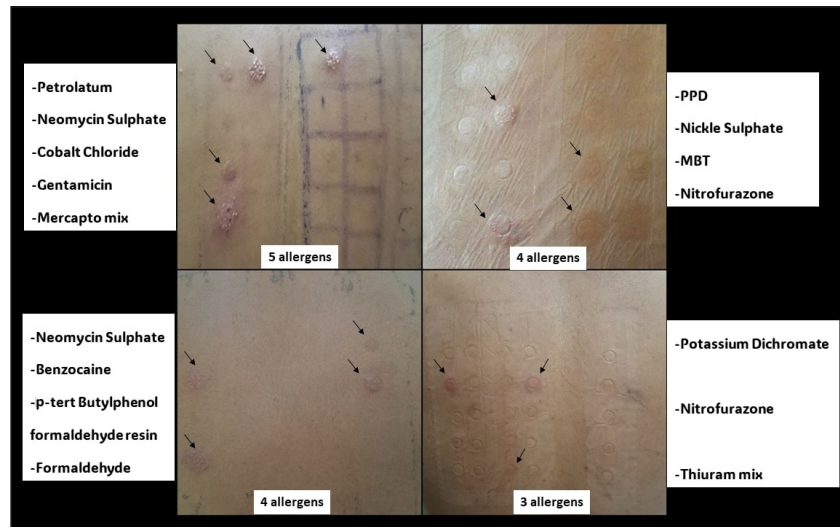 -Petrolatum
-Neomycin Sulphate
-Cobalt Chloride
-Gentamicin
-Mercapto mix
5 allergens
4 allergens
-PPD
-Nickle Sulphate
-MBT
-Nitrofurazone
-Neomycin Sulphate
-Benzocaine
-p-tert Butylphenol
formaldehyde resin
-Formaldehyde
4 allergens
3 allergens
-Potassium Dichromate
-Nitrofurazone
-Thiuram mix